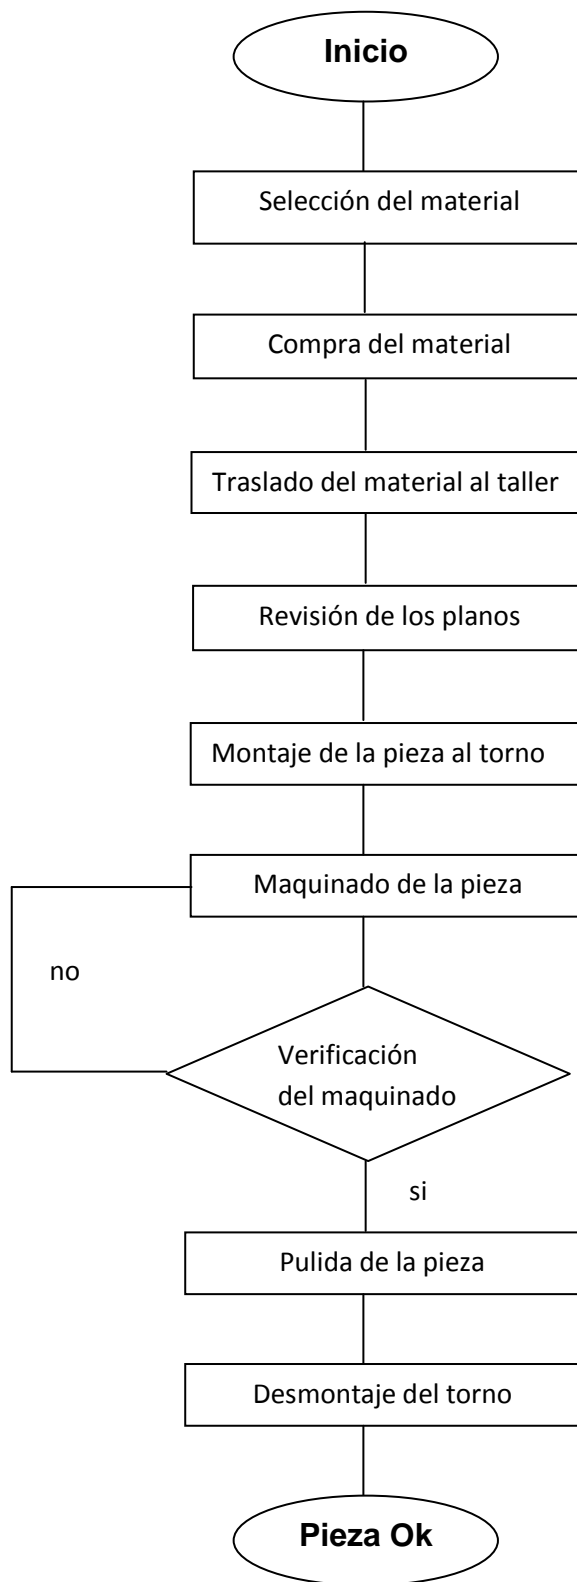 Inicio
Selección del material
Compra del material
Traslado del material al taller
Revisión de los planos
Montaje de la pieza al torno
Maquinado de la pieza
no
Verificación
del maquinado
si
Pulida de la pieza
Desmontaje del torno
Pieza Ok